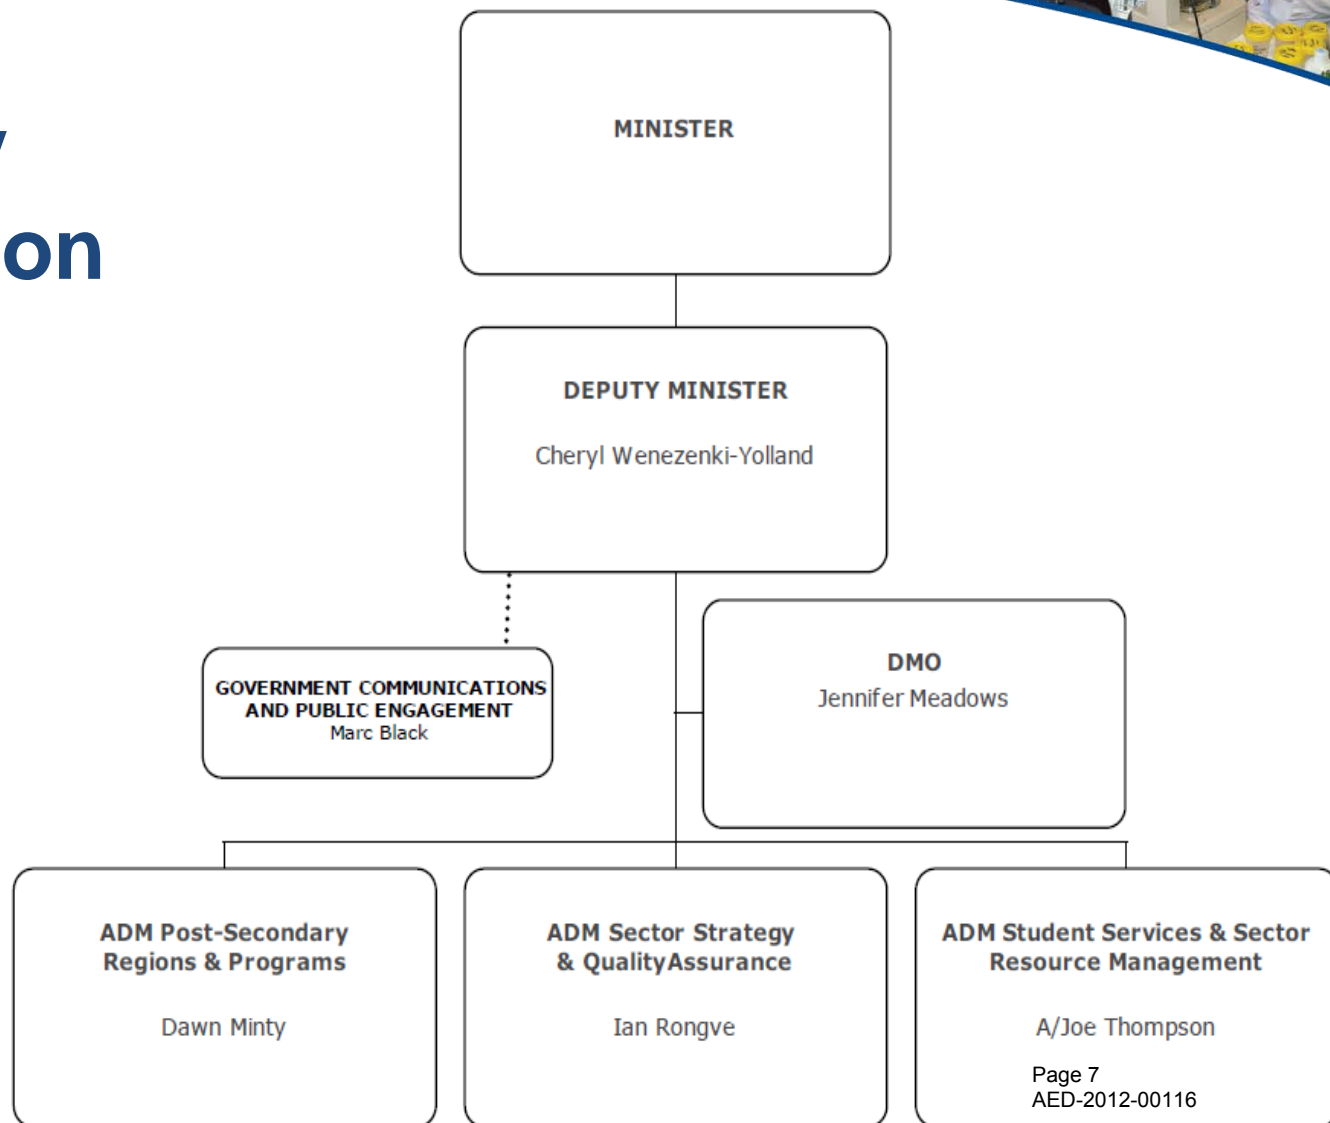 on
MINISTER
DEPUTY MINISTER
Cheryl Wenezenki-Yolland
DMO
Jennifer Meadows
GOVERNMENT COMMUNICATIONS
AND PUBLIC ENGAGEMENT
Marc Black
ADM Post-Secondary
Regions & Programs
Dawn Minty
ADM Sector Strategy
& QualityAssurance
Ian Rongve
ADM Student Services & Sector
Resource Management
A/Joe Thompson
Page 7
AED-2012-00116